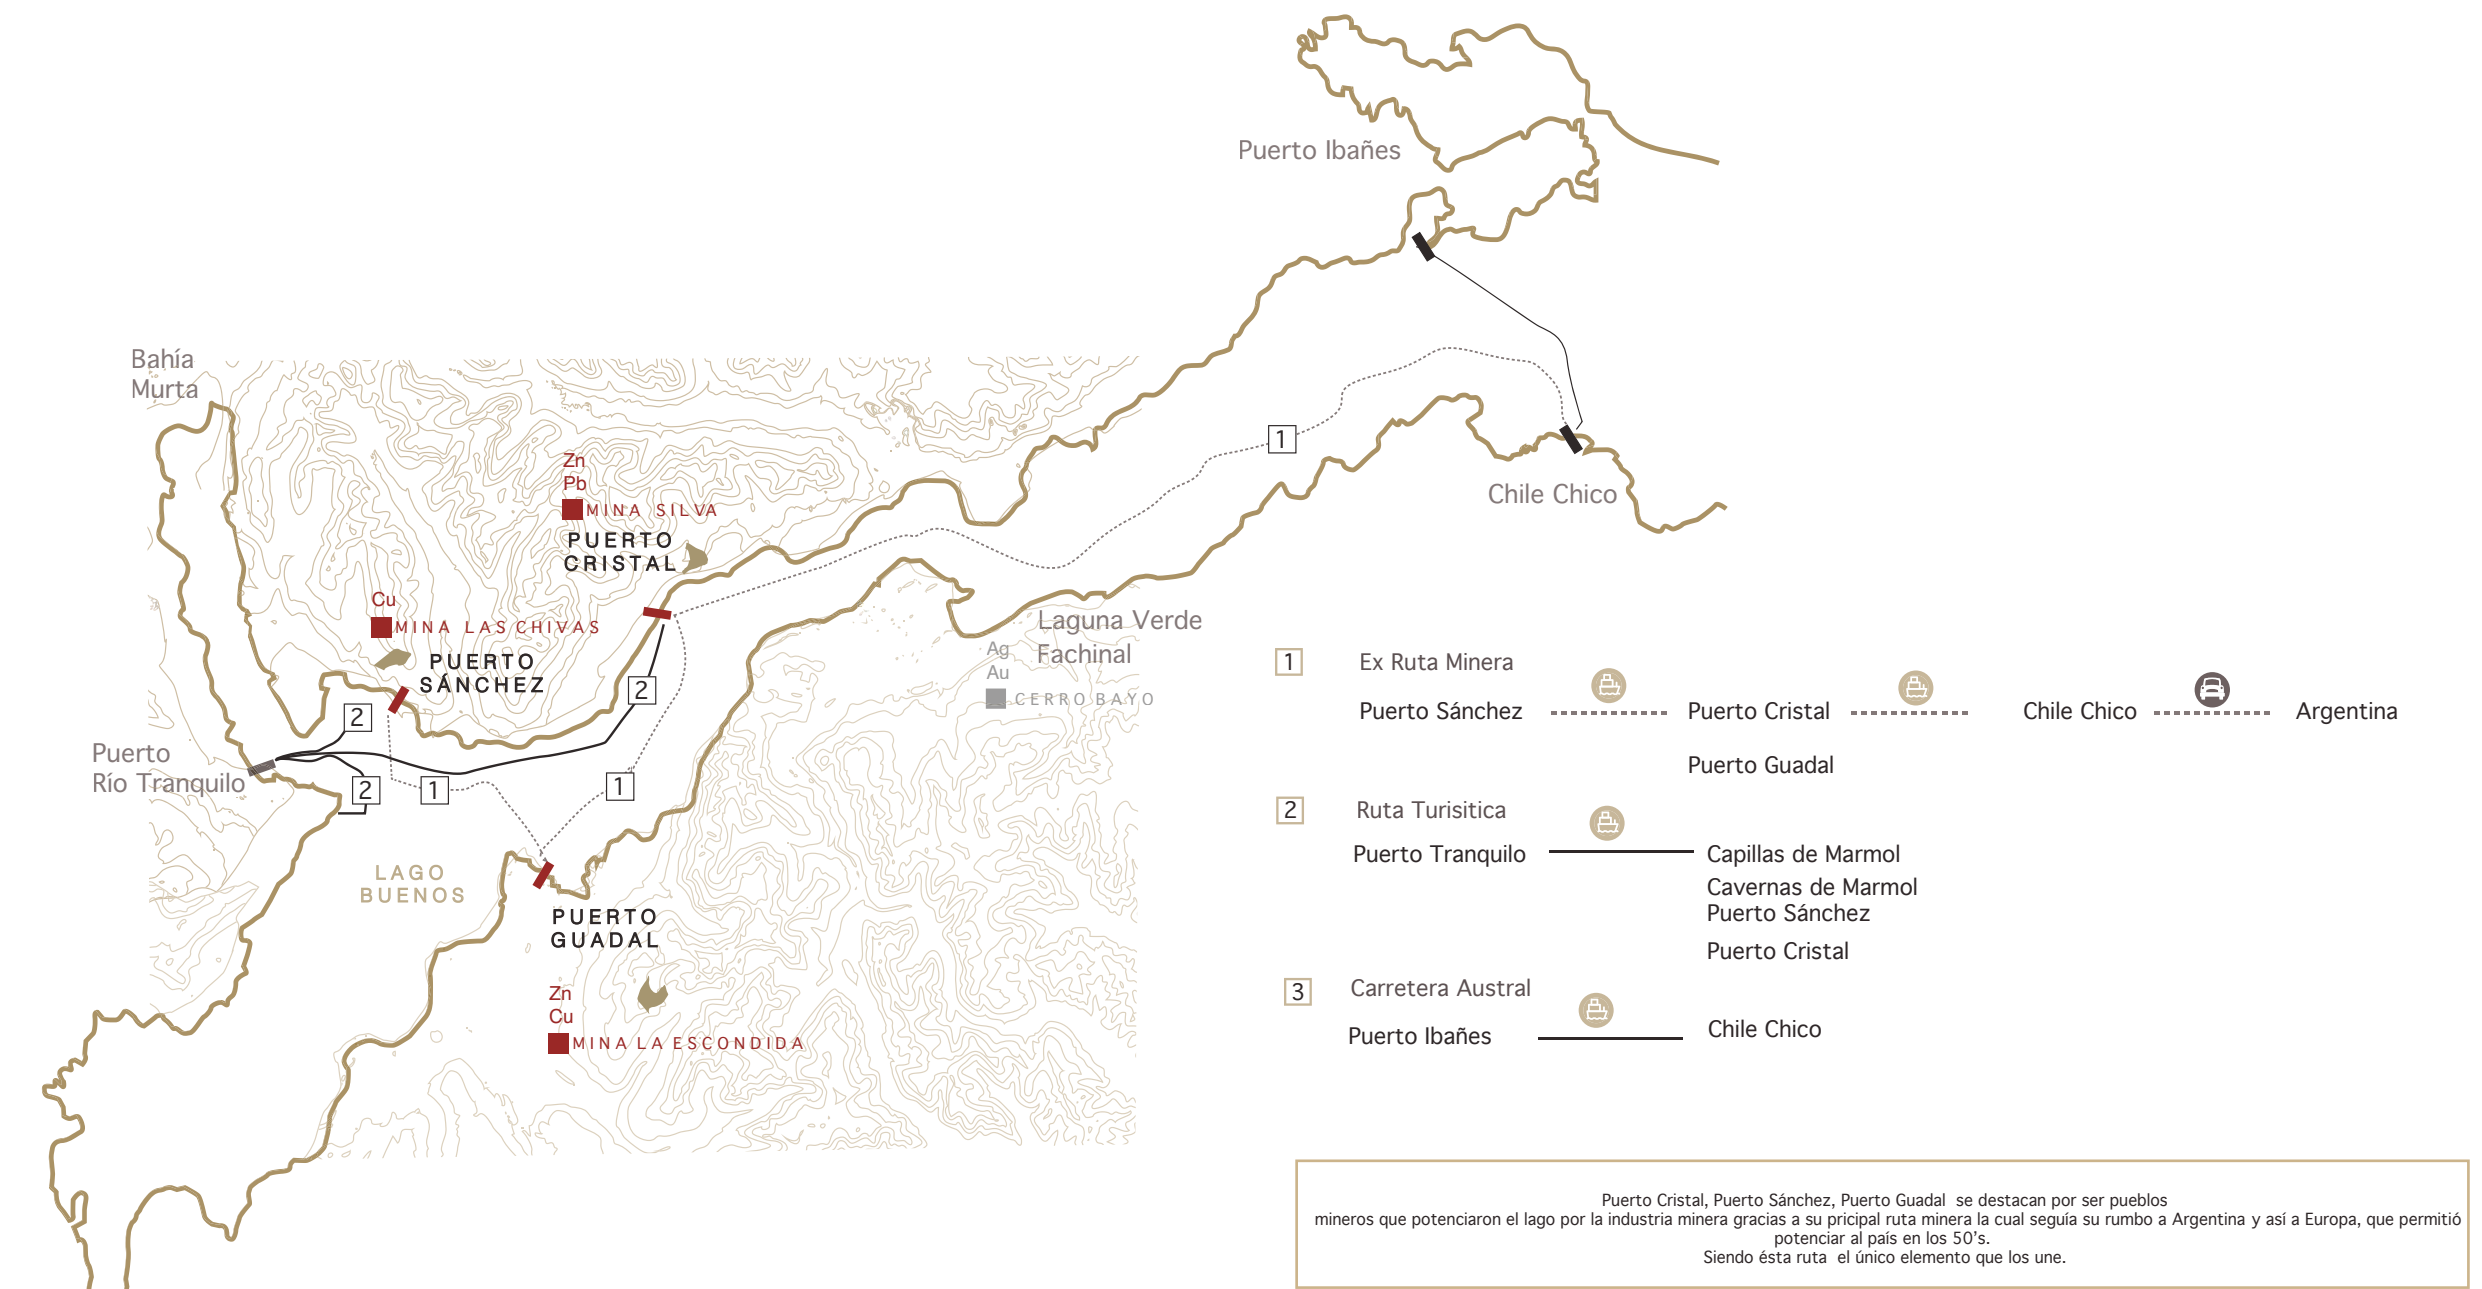 Puerto Ibañes
Bahía
Murta
Zn
Pb
MINA SILVA
PUERTO
CRISTAL
Cu
MINA LAS CHIVAS
PUERTO
SÁNCHEZ
1
Chile Chico
Laguna Verde
Fachinal
Ag
Au
CERRO BAYO
2
2
Puerto
Río Tranquilo
2
1
1
LAGO
BUENOS
PUERTO
GUADAL
Zn
Cu
MINA LA ESCONDIDA
1 Ex Ruta Minera
Puerto Sánchez Puerto Cristal Chile Chico Argentina
Puerto Guadal
2 Ruta Turisitica
Puerto Tranquilo Capillas de Marmol
Cavernas de Marmol
Puerto Sánchez
Puerto Cristal
3 Carretera Austral
Puerto Ibañes Chile Chico
Puerto Cristal, Puerto Sánchez, Puerto Guadal se destacan por ser pueblos
mineros que potenciaron el lago por la industria minera gracias a su pricipal ruta minera la cual seguía su rumbo a Argentina y así a Europa, que permitió
potenciar al país en los 50's.
Siendo ésta ruta el único elemento que los une.